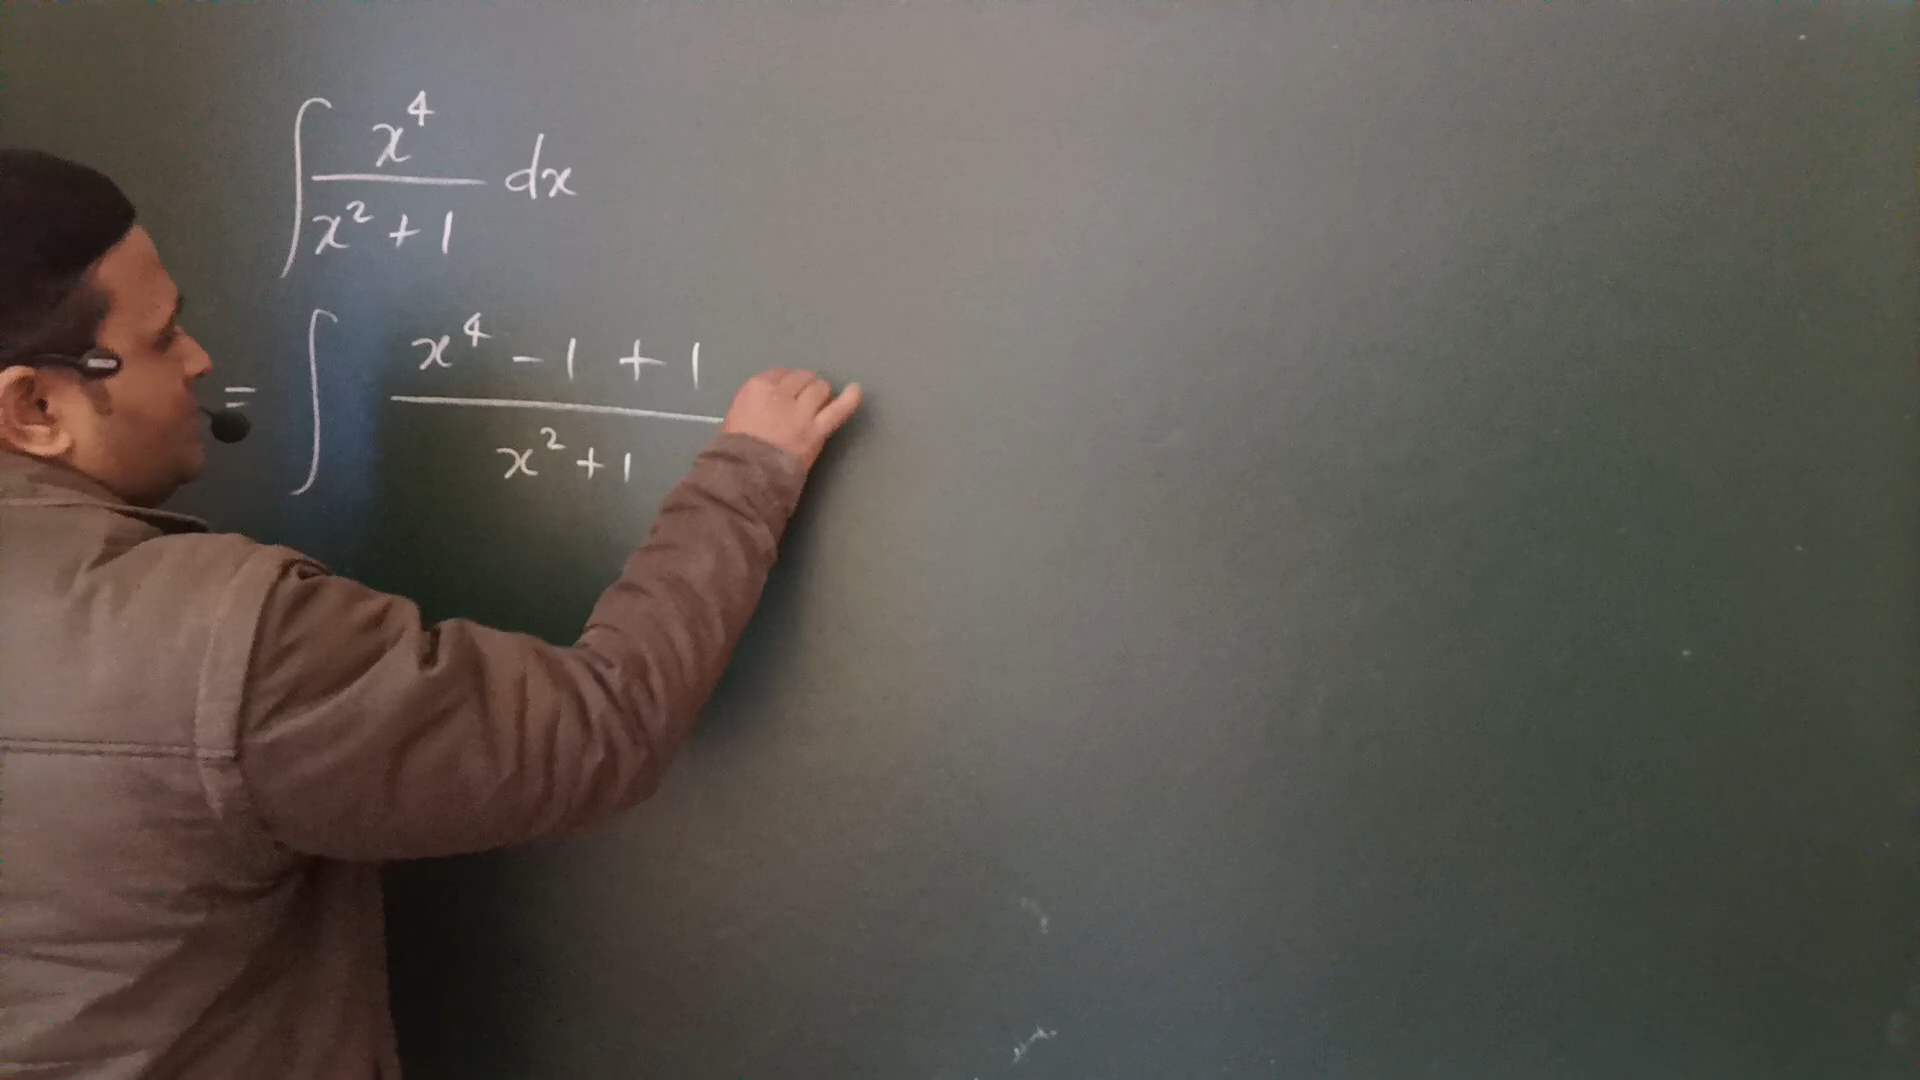 ∫ x⁴ / (x² + 1) dx
= ∫ (x⁴ - 1 + 1) / (x² + 1)